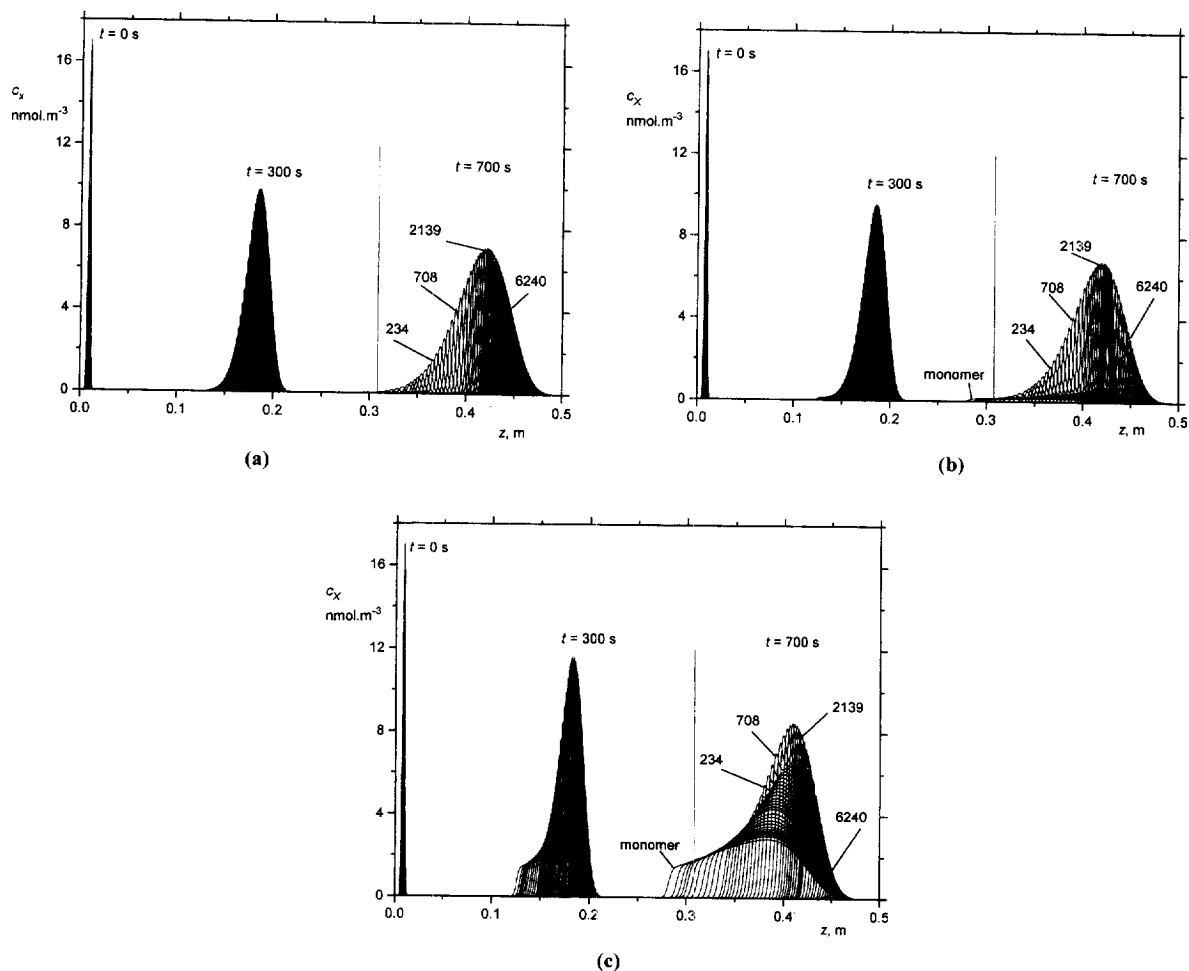 t = 0 s
16
c_x
nmol.m⁻³
12
t = 300 s
t = 700 s
8
2139
708
6240
4
234
0
0.0 0.1 0.2 0.3 0.4 0.5
z, m
(a)
t = 0 s
16
c_X
nmol.m⁻³
12
t = 300 s
t = 700 s
8
2139
708
6240
4
234
monomer
0
0.0 0.1 0.2 0.3 0.4 0.5
z, m
(b)
t = 0 s
16
c_X
nmol.m⁻³
12
t = 300 s
t = 700 s
8
708
2139
234
4
6240
monomer
0
0.0 0.1 0.2 0.3 0.4 0.5
z, m
(c)